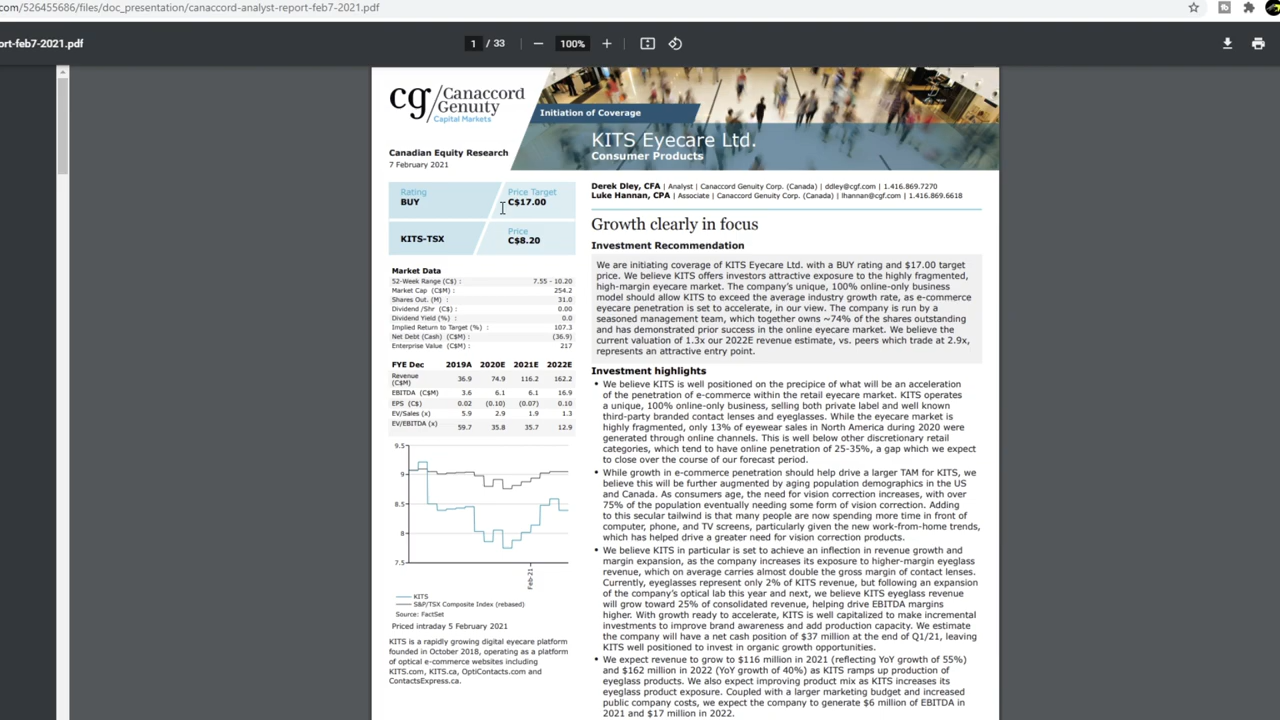 com/526455686/files/doc_presentation/canaccord-analyst-report-feb7-2021.pdf
ort-feb7-2021.pdf
1 / 33
100%
cg/Canaccord
Genuity
Capital Markets
Initiation of Coverage
KITS Eyecare Ltd.
Consumer Products
Canadian Equity Research
7 February 2021
Rating
BUY
Price Target
C$17.00
KITS-TSX
Price
C$8.20
Market Data
52-Week Range (C$) : 7.55 - 10.20
Market Cap (C$M) : 254.2
Shares Out. (M) : 31.0
Dividend /Shr (C$) : 0.00
Dividend Yield (%) : 0.0
Implied Return to Target (%) : 107.3
Net Debt (Cash) (C$M) : (36.9)
Enterprise Value (C$M) : 217
FYE Dec 2019A 2020E 2021E 2022E
Revenue
(C$M) 36.9 74.9 116.2 162.2
EBITDA (C$M) 3.6 6.1 6.1 16.9
EPS (C$) 0.02 (0.10) (0.07) 0.10
EV/Sales (x) 5.9 2.9 1.9 1.3
EV/EBITDA (x) 59.7 35.8 35.7 12.9
9.5
9
8.5
8
7.5
Feb-21
KITS
S&P/TSX Composite Index (rebased)
Source: FactSet
Priced intraday 5 February 2021
KITS is a rapidly growing digital eyecare platform
founded in October 2018, operating as a platform
of optical e-commerce websites including
KITS.com, KITS.ca, OptiContacts.com and
ContactsExpress.ca.
Derek Dley, CFA | Analyst | Canaccord Genuity Corp. (Canada) | ddley@cgf.com | 1.416.869.7270
Luke Hannan, CPA | Associate | Canaccord Genuity Corp. (Canada) | lhannan@cgf.com | 1.416.869.6618
Growth clearly in focus
Investment Recommendation
We are initiating coverage of KITS Eyecare Ltd. with a BUY rating and $17.00 target
price. We believe KITS offers investors attractive exposure to the highly fragmented,
high-margin eyecare market. The company's unique, 100% online-only business
model should allow KITS to exceed the average industry growth rate, as e-commerce
eyecare penetration is set to accelerate, in our view. The company is run by a
seasoned management team, which together owns ~74% of the shares outstanding
and has demonstrated prior success in the online eyecare market. We believe the
current valuation of 1.3x our 2022E revenue estimate, vs. peers which trade at 2.9x,
represents an attractive entry point.
Investment highlights
• We believe KITS is well positioned on the precipice of what will be an acceleration
of the penetration of e-commerce within the retail eyecare market. KITS operates
a unique, 100% online-only business, selling both private label and well known
third-party branded contact lenses and eyeglasses. While the eyecare market is
highly fragmented, only 13% of eyewear sales in North America during 2020 were
generated through online channels. This is well below other discretionary retail
categories, which tend to have online penetration of 25-35%, a gap which we expect
to close over the course of our forecast period.
• While growth in e-commerce penetration should help drive a larger TAM for KITS, we
believe this will be further augmented by aging population demographics in the US
and Canada. As consumers age, the need for vision correction increases, with over
75% of the population eventually needing some form of vision correction. Adding
to this secular tailwind is that many people are now spending more time in front of
computer, phone, and TV screens, particularly given the new work-from-home trends,
which has helped drive a greater need for vision correction products.
• We believe KITS in particular is set to achieve an inflection in revenue growth and
margin expansion, as the company increases its exposure to higher-margin eyeglass
revenue, which on average carries almost double the gross margin of contact lenses.
Currently, eyeglasses represent only 2% of KITS revenue, but following an expansion
of the company's optical lab this year and next, we believe KITS eyeglass revenue
will grow toward 25% of consolidated revenue, helping drive EBITDA margins
higher. With growth ready to accelerate, KITS is well capitalized to make incremental
investments to improve brand awareness and add production capacity. We estimate
the company will have a net cash position of $37 million at the end of Q1/21, leaving
KITS well positioned to invest in organic growth opportunities.
• We expect revenue to grow to $116 million in 2021 (reflecting YoY growth of 55%)
and $162 million in 2022 (YoY growth of 40%) as KITS ramps up production of
eyeglass products. We also expect improving product mix as KITS increases its
eyeglass product exposure. Coupled with a larger marketing budget and increased
public company costs, we expect the company to generate $6 million of EBITDA in
2021 and $17 million in 2022.